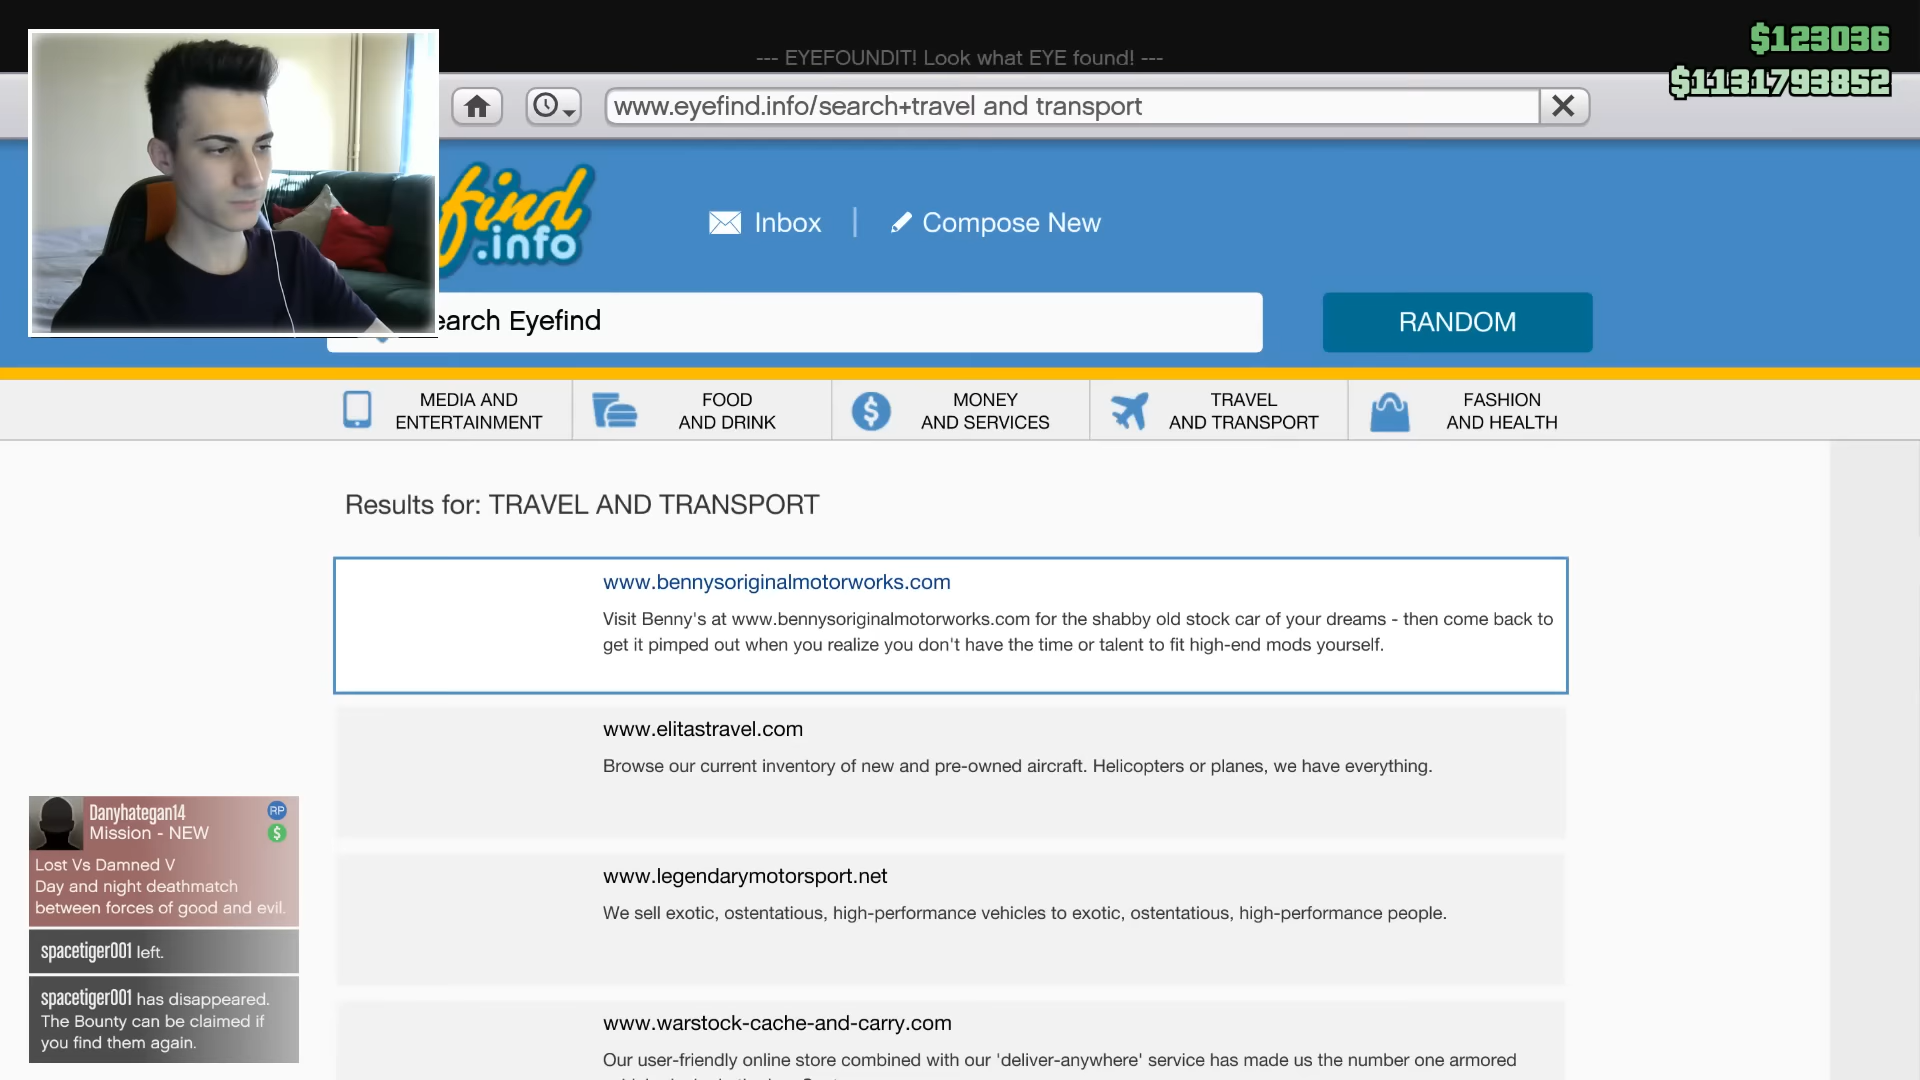 --- EYEFOUNDIT! Look what EYE found! ---
$123036
$1131793852
www.eyefind.info/search+travel and transport
find
.info
Inbox
Compose New
earch Eyefind
RANDOM
MEDIA AND
ENTERTAINMENT
FOOD
AND DRINK
MONEY
AND SERVICES
TRAVEL
AND TRANSPORT
FASHION
AND HEALTH
Results for: TRAVEL AND TRANSPORT
www.bennysoriginalmotorworks.com
Visit Benny's at www.bennysoriginalmotorworks.com for the shabby old stock car of your dreams - then come back to
get it pimped out when you realize you don't have the time or talent to fit high-end mods yourself.
www.elitastravel.com
Browse our current inventory of new and pre-owned aircraft. Helicopters or planes, we have everything.
www.legendarymotorsport.net
We sell exotic, ostentatious, high-performance vehicles to exotic, ostentatious, high-performance people.
www.warstock-cache-and-carry.com
Our user-friendly online store combined with our 'deliver-anywhere' service has made us the number one armored
Danyhategan14
RP
Mission - NEW
$
Lost Vs Damned V
Day and night deathmatch
between forces of good and evil.
spacetiger001 left.
spacetiger001 has disappeared.
The Bounty can be claimed if
you find them again.